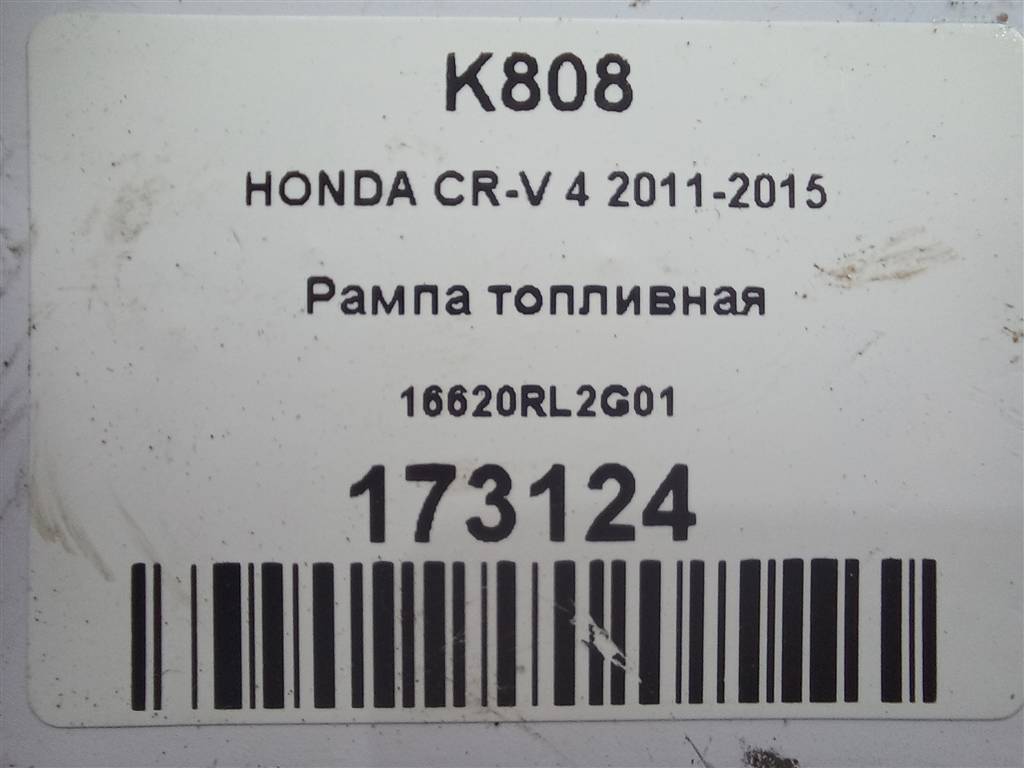 K808
HONDA CR-V 4 2011-2015
Рампа топливная
16620RL2G01
173124